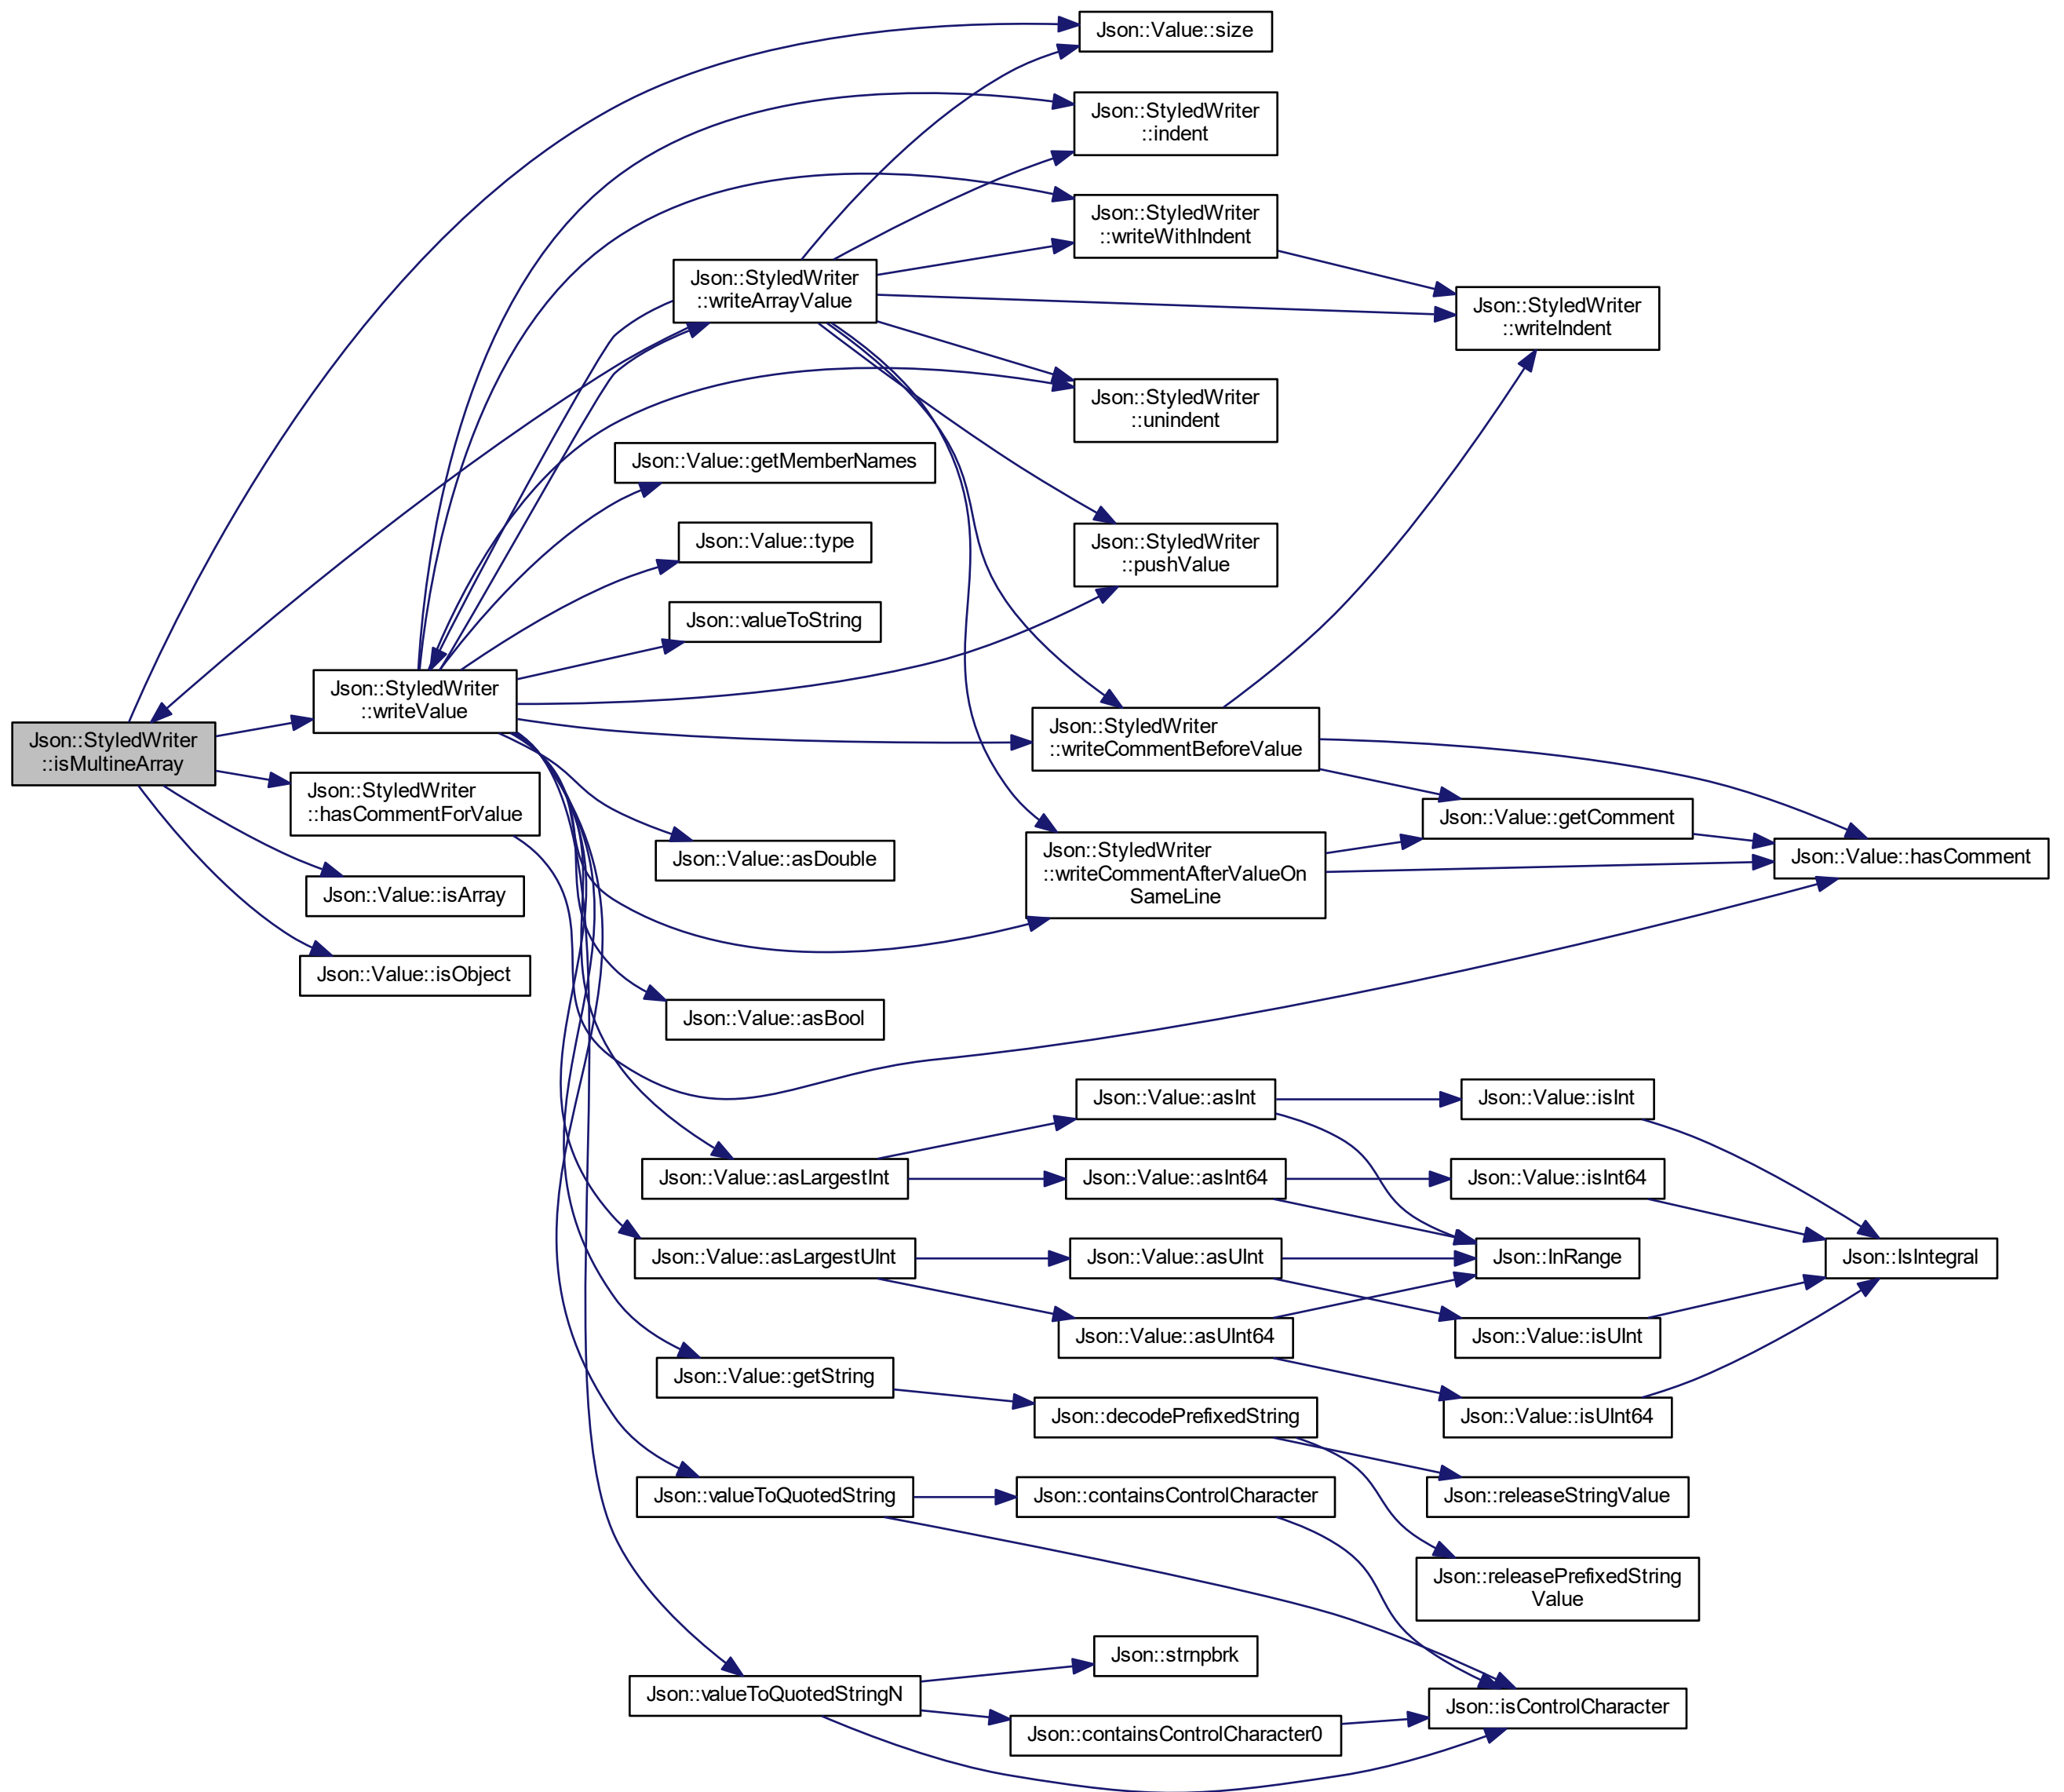 Json::Value::size
Json::StyledWriter
::indent
Json::StyledWriter
::writeWithIndent
Json::StyledWriter
::writeArrayValue
Json::StyledWriter
::writeIndent
Json::StyledWriter
::unindent
Json::Value::getMemberNames
Json::Value::type
Json::StyledWriter
::pushValue
Json::valueToString
Json::StyledWriter
::writeValue
Json::StyledWriter
::isMultineArray
Json::StyledWriter
::writeCommentBeforeValue
Json::StyledWriter
::hasCommentForValue
Json::Value::getComment
Json::Value::asDouble
Json::StyledWriter
::writeCommentAfterValueOn
SameLine
Json::Value::hasComment
Json::Value::isArray
Json::Value::isObject
Json::Value::asBool
Json::Value::asInt
Json::Value::isInt
Json::Value::asLargestInt
Json::Value::asInt64
Json::Value::isInt64
Json::Value::asLargestUInt
Json::Value::asUInt
Json::InRange
Json::IsIntegral
Json::Value::asUInt64
Json::Value::isUInt
Json::Value::getString
Json::decodePrefixedString
Json::Value::isUInt64
Json::valueToQuotedString
Json::containsControlCharacter
Json::releaseStringValue
Json::releasePrefixedString
Value
Json::strnpbrk
Json::valueToQuotedStringN
Json::isControlCharacter
Json::containsControlCharacter0